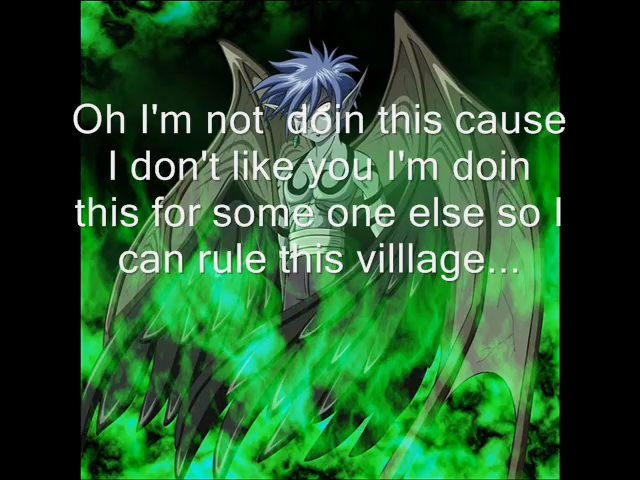 Oh I'm not  doin this cause
I don't like you I'm doin
this for some one else so I
can rule this villlage...